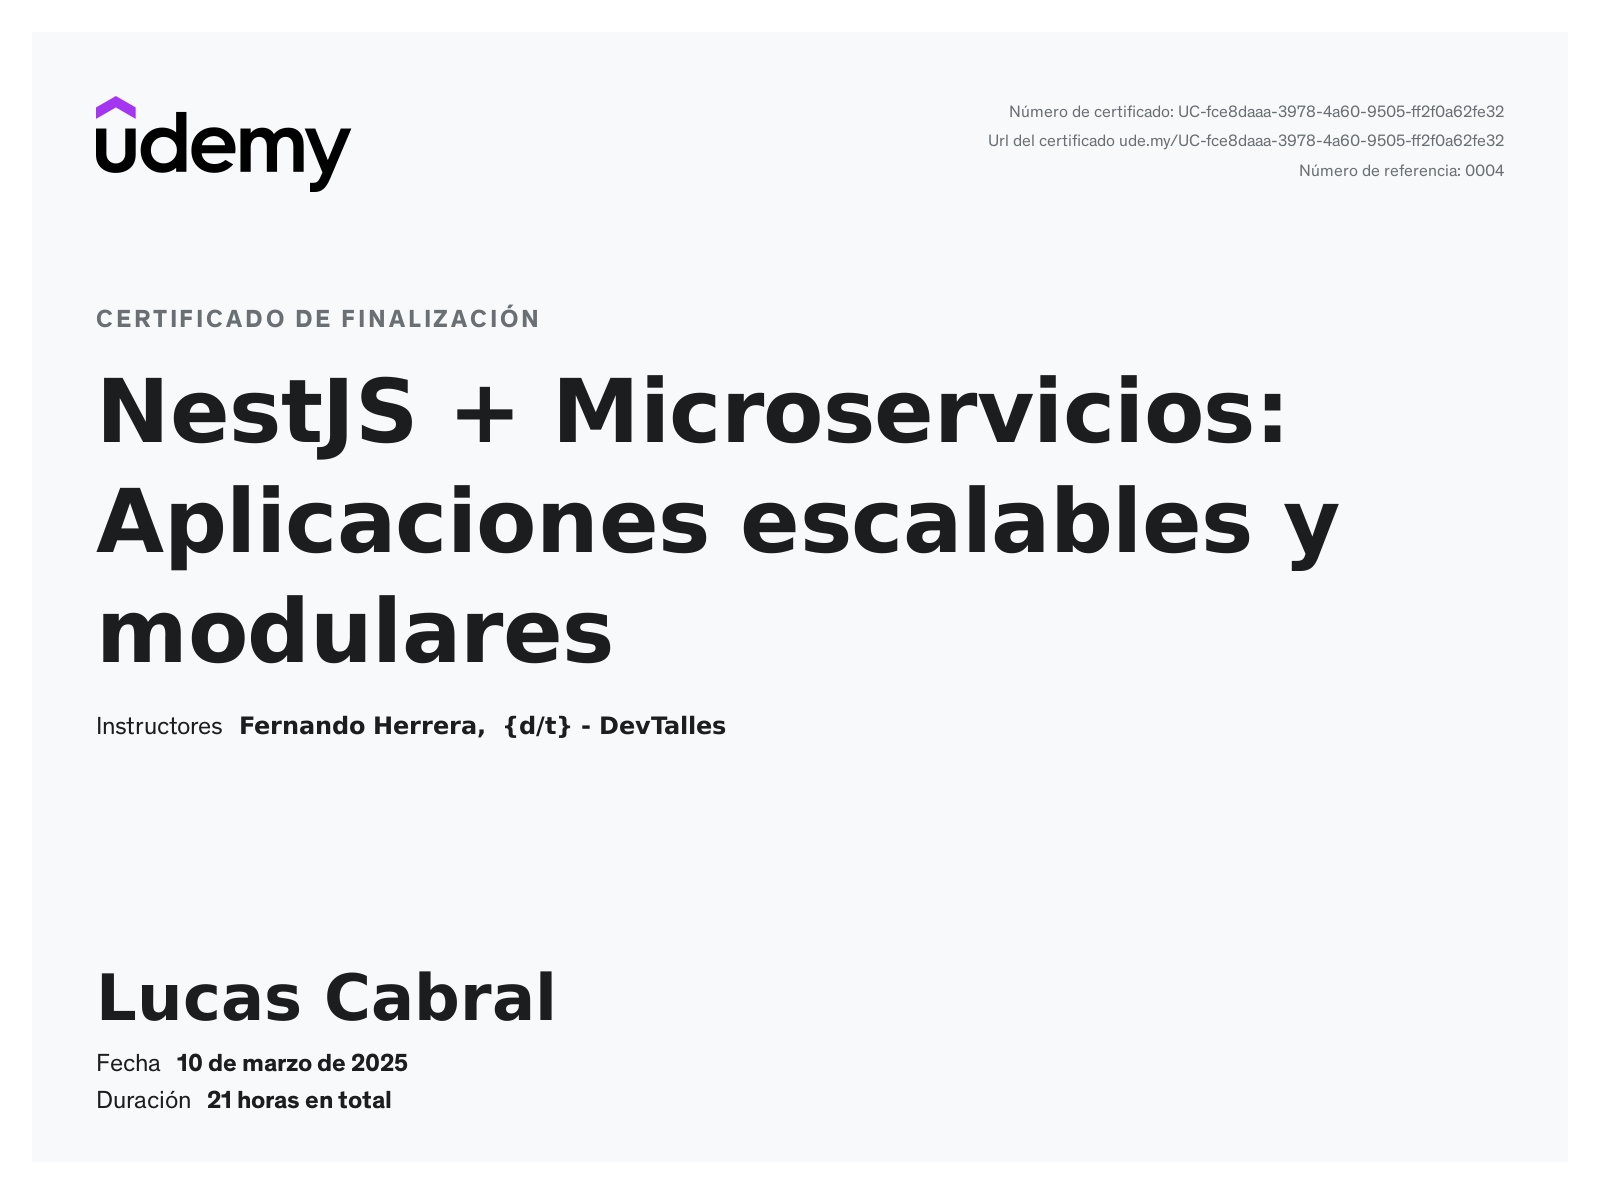 udemy
Número de certificado: UC-fce8daaa-3978-4a60-9505-ff2f0a62fe32
Url del certificado ude.my/UC-fce8daaa-3978-4a60-9505-ff2f0a62fe32
Número de referencia: 0004
CERTIFICADO DE FINALIZACIÓN
NestJS + Microservicios:
Aplicaciones escalables y
modulares
Instructores Fernando Herrera, {d/t} - DevTalles
Lucas Cabral
Fecha 10 de marzo de 2025
Duración 21 horas en total